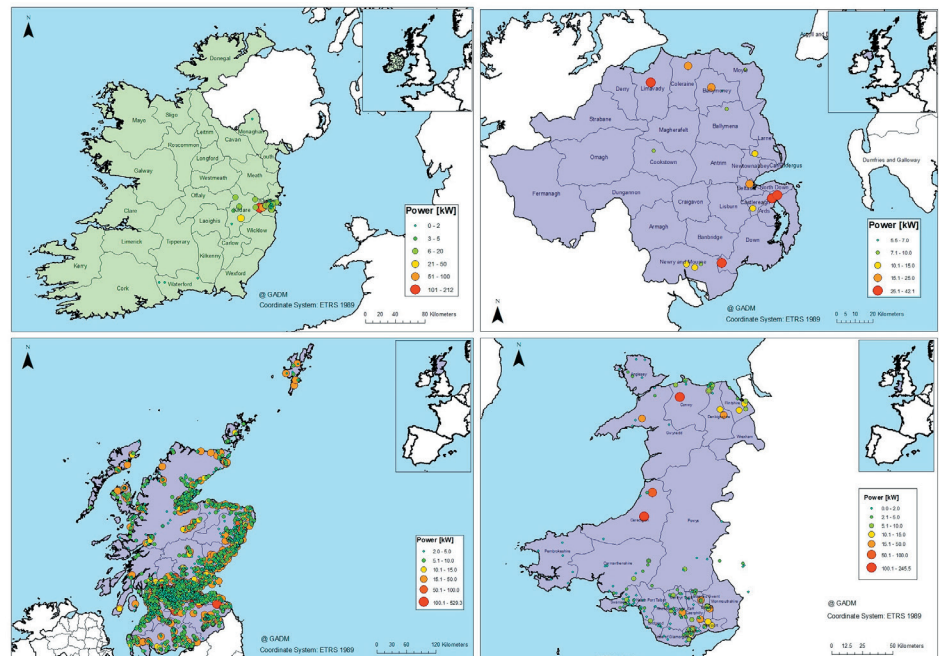 N
Donegal
Mayo
Sligo
Leitrim
Monaghan
Cavan
Roscommon
Longford
Louth
Galway
Westmeath
Meath
Offaly
Kildare
Clare
Laoighis
Wicklow
Limerick
Tipperary
Carlow
Kilkenny
Wexford
Kerry
Cork
Waterford
Power [kW]
0 - 2
3 - 5
6 - 20
21 - 50
51 - 100
101 - 212
@ GADM
Coordinate System: ETRS 1989
0 20 40 80 Kilometers
Derry
Limavady
Coleraine
Moyle
Ballymoney
Strabane
Magherafelt
Ballymena
Larne
Omagh
Cookstown
Antrim
Newtownabbey
Carrickfergus
Dumfries and Galloway
Fermanagh
Dungannon
Craigavon
Lisburn
North Down
Castlereagh
Ards
Armagh
Banbridge
Down
Newry and Mourne
Power [kW]
5.5 - 7.0
7.1 - 10.0
10.1 - 15.0
15.1 - 25.0
25.1 - 42.1
N
@ GADM
Coordinate System: ETRS 1989
0 5 10 20 Kilometers
N
Power [kW]
2.0 - 5.0
5.1 - 10.0
10.1 - 15.0
15.1 - 50.0
50.1 - 100.0
100.1 - 529.3
@ GADM
Coordinate System: ETRS 1989
0 30 60 120 Kilometers
N
Anglesey
Conwy
Denbighshire
Wrexham
Gwynedd
Ceredigion
Powys
Pembrokeshire
Carmarthenshire
Monmouthshire
Power [kW]
0.0 - 2.0
2.1 - 5.0
5.1 - 10.0
10.1 - 15.0
15.1 - 50.0
50.1 - 100.0
100.1 - 245.5
@ GADM
Coordinate System: ETRS 1989
0 12.5 25 50 Kilometers